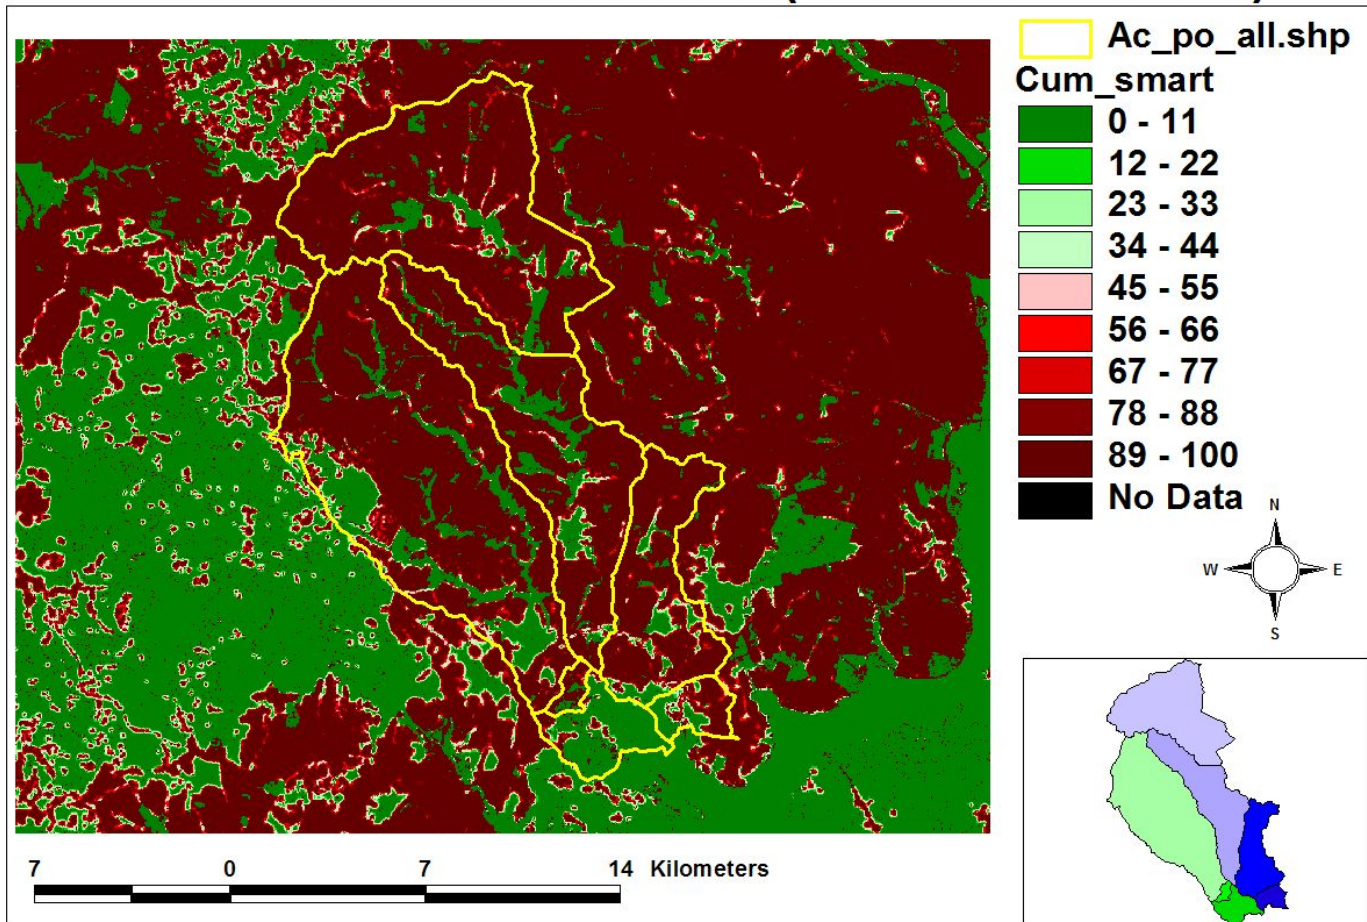 Ac_po_all.shp
Cum_smart
0 - 11
12 - 22
23 - 33
34 - 44
45 - 55
56 - 66
67 - 77
78 - 88
89 - 100
No Data
N
W E
S
7 0 7 14 Kilometers